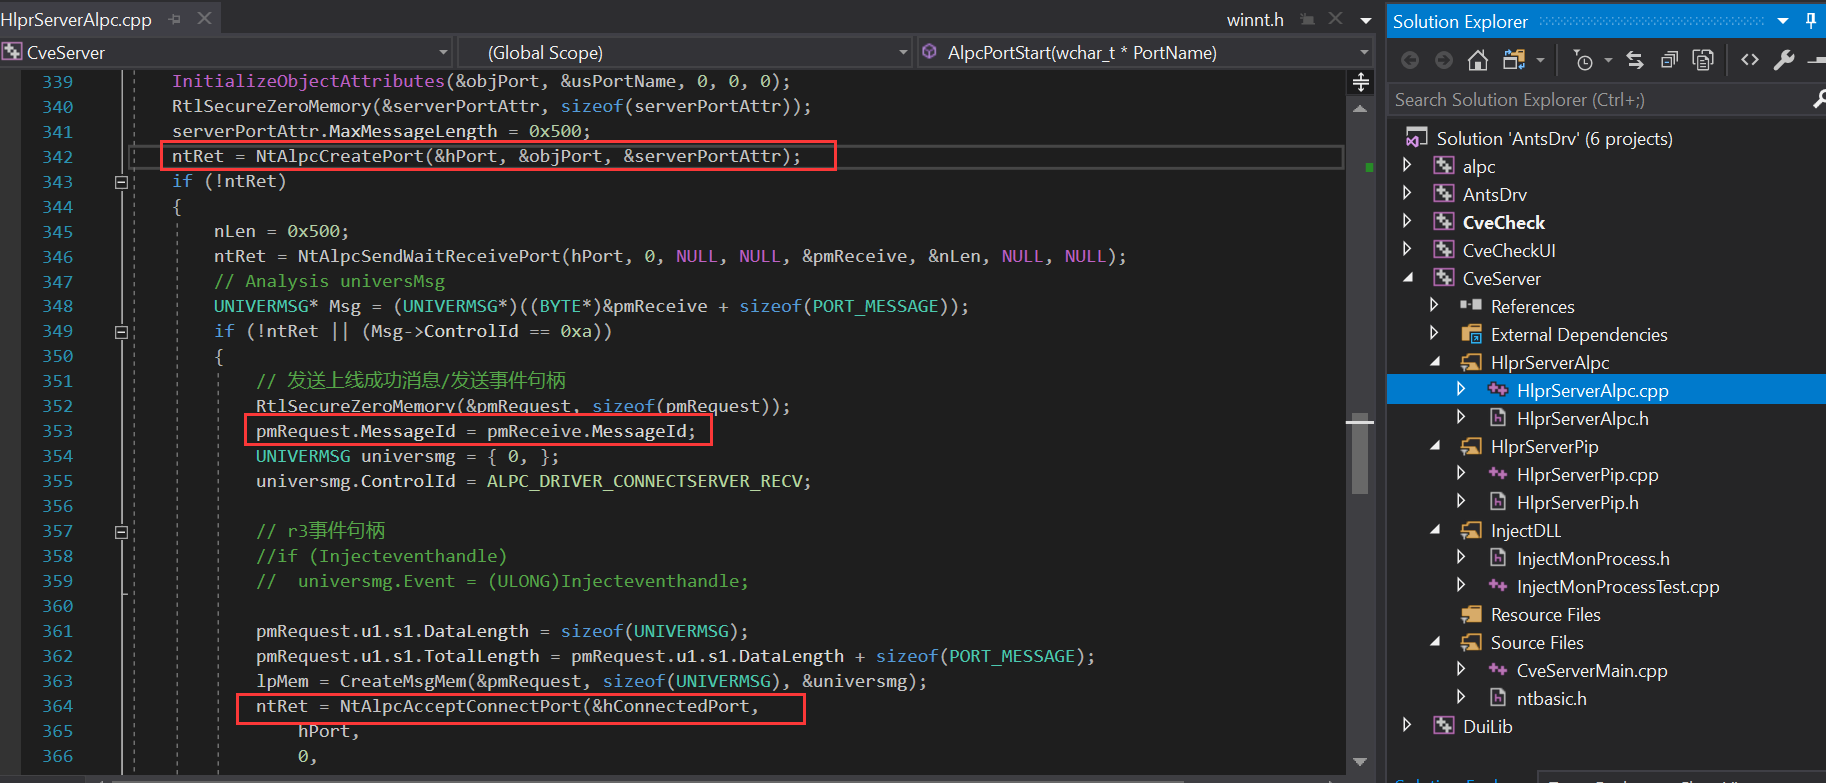 HlprServerAlpc.cpp
winnt.h
CveServer
(Global Scope)
AlpcPortStart(wchar_t * PortName)
339 InitializeObjectAttributes(&objPort, &usPortName, 0, 0, 0);
340 RtlSecureZeroMemory(&serverPortAttr, sizeof(serverPortAttr));
341 serverPortAttr.MaxMessageLength = 0x500;
342 ntRet = NtAlpcCreatePort(&hPort, &objPort, &serverPortAttr);
343 if (!ntRet)
344 {
345 nLen = 0x500;
346 ntRet = NtAlpcSendWaitReceivePort(hPort, 0, NULL, NULL, &pmReceive, &nLen, NULL, NULL);
347 // Analysis universMsg
348 UNIVERMSG* Msg = (UNIVERMSG*)((BYTE*)&pmReceive + sizeof(PORT_MESSAGE));
349 if (!ntRet || (Msg->ControlId == 0xa))
350 {
351 // 发送上线成功消息/发送事件句柄
352 RtlSecureZeroMemory(&pmRequest, sizeof(pmRequest));
353 pmRequest.MessageId = pmReceive.MessageId;
354 UNIVERMSG universmg = { 0, };
355 universmg.ControlId = ALPC_DRIVER_CONNECTSERVER_RECV;
356
357 // r3事件句柄
358 //if (Injecteventhandle)
359 // universmg.Event = (ULONG)Injecteventhandle;
360
361 pmRequest.u1.s1.DataLength = sizeof(UNIVERMSG);
362 pmRequest.u1.s1.TotalLength = pmRequest.u1.s1.DataLength + sizeof(PORT_MESSAGE);
363 lpMem = CreateMsgMem(&pmRequest, sizeof(UNIVERMSG), &universmg);
364 ntRet = NtAlpcAcceptConnectPort(&hConnectedPort,
365 hPort,
366 0,
Solution Explorer
Search Solution Explorer (Ctrl+;)
Solution 'AntsDrv' (6 projects)
alpc
AntsDrv
CveCheck
CveCheckUI
CveServer
References
External Dependencies
HlprServerAlpc
HlprServerAlpc.cpp
HlprServerAlpc.h
HlprServerPip
HlprServerPip.cpp
HlprServerPip.h
InjectDLL
InjectMonProcess.h
InjectMonProcessTest.cpp
Resource Files
Source Files
CveServerMain.cpp
ntbasic.h
DuiLib